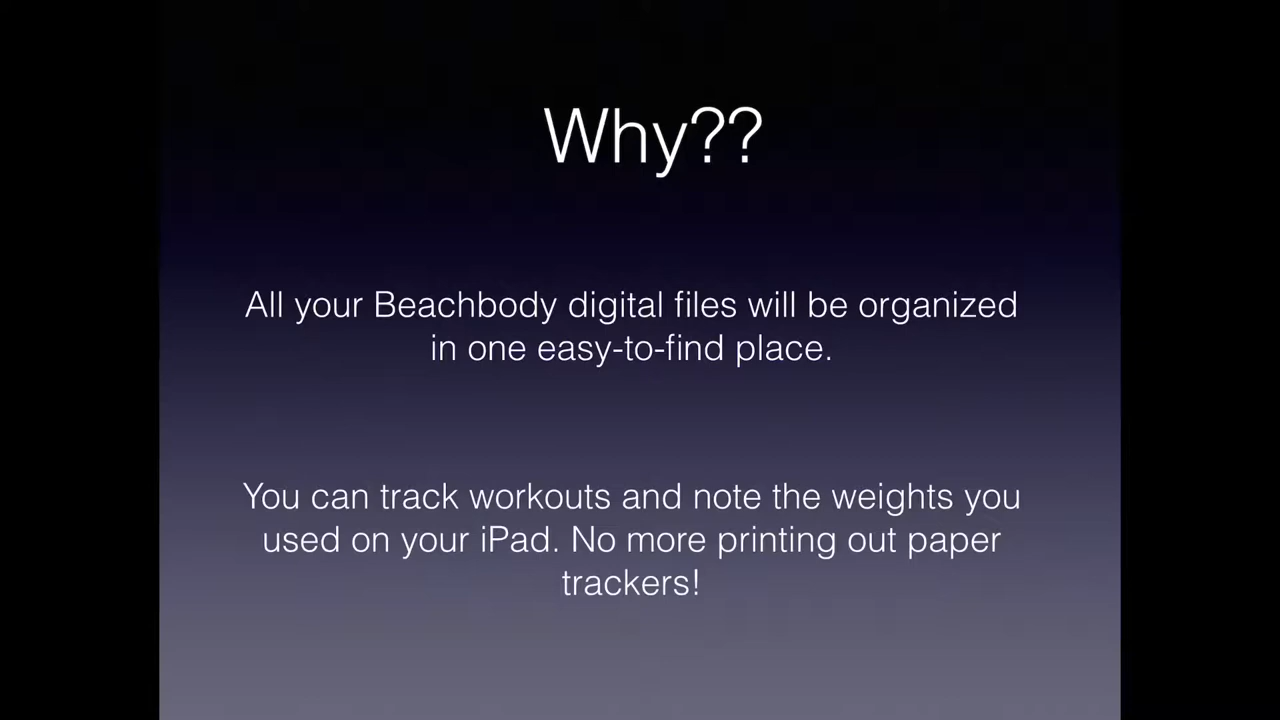 Why??
All your Beachbody digital files will be organized
in one easy-to-find place.
You can track workouts and note the weights you
used on your iPad. No more printing out paper
trackers!